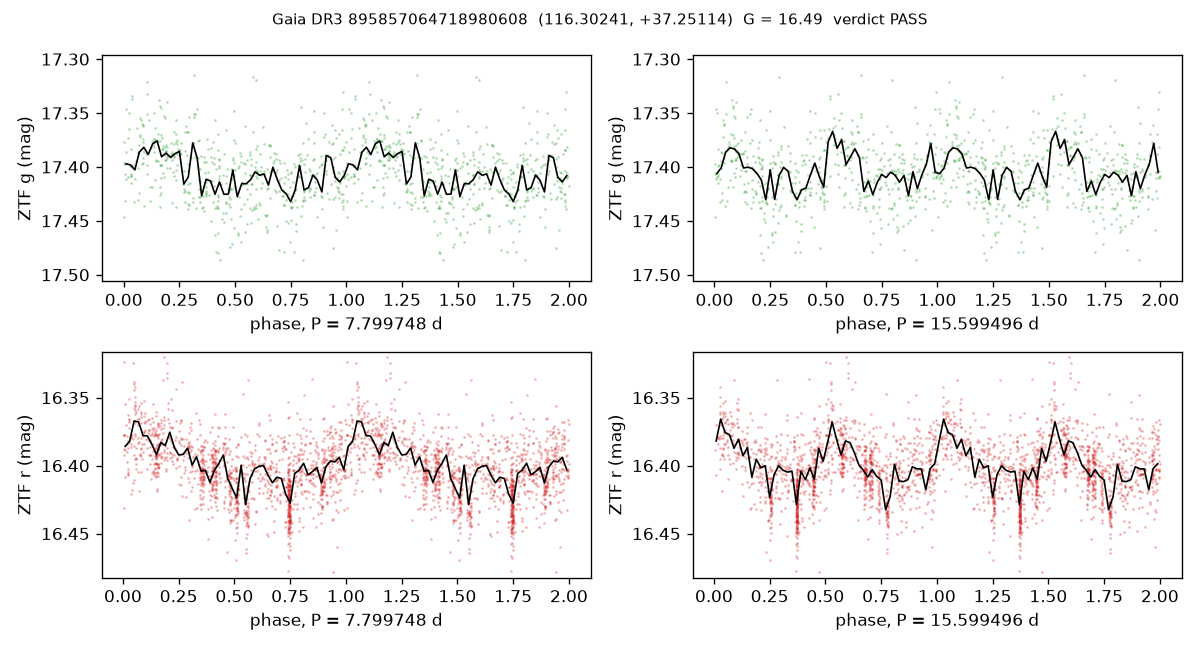 Gaia DR3 895857064718980608  (116.30241, +37.25114)  G = 16.49  verdict PASS
17.30
17.35
17.40
17.45
17.50
ZTF g (mag)
0.00 0.25 0.50 0.75 1.00 1.25 1.50 1.75 2.00
phase, P = 7.799748 d
17.30
17.35
17.40
17.45
17.50
ZTF g (mag)
0.00 0.25 0.50 0.75 1.00 1.25 1.50 1.75 2.00
phase, P = 15.599496 d
16.35
16.40
16.45
ZTF r (mag)
0.00 0.25 0.50 0.75 1.00 1.25 1.50 1.75 2.00
phase, P = 7.799748 d
16.35
16.40
16.45
ZTF r (mag)
0.00 0.25 0.50 0.75 1.00 1.25 1.50 1.75 2.00
phase, P = 15.599496 d